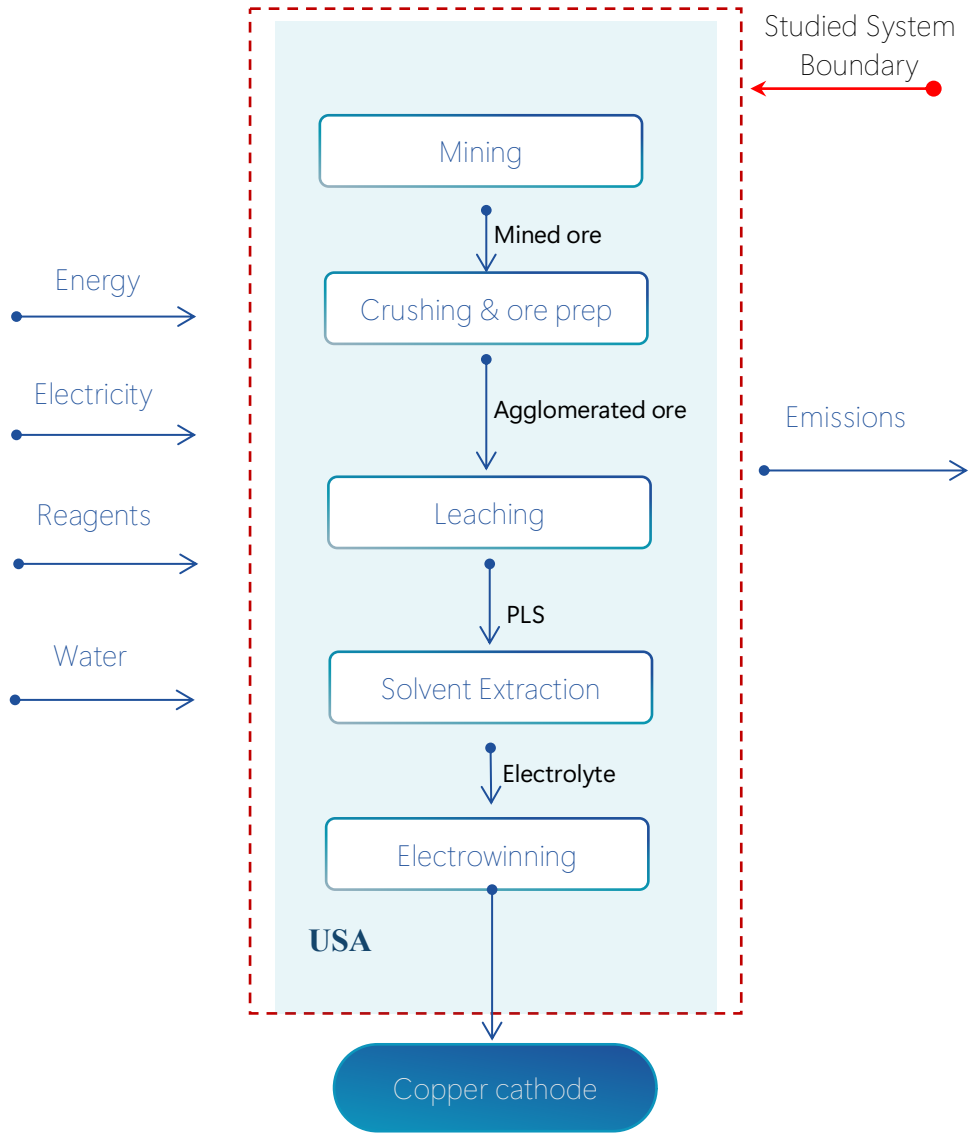 Studied System
Boundary
Mining
Mined ore
Energy
Crushing & ore prep
Electricity
Agglomerated ore
Emissions
Reagents
Leaching
PLS
Water
Solvent Extraction
Electrolyte
Electrowinning
USA
Copper cathode